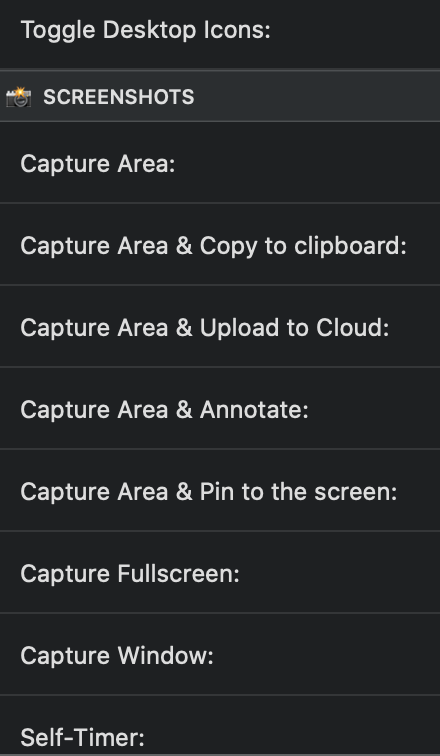 Toggle Desktop Icons:
SCREENSHOTS
Capture Area:
Capture Area & Copy to clipboard:
Capture Area & Upload to Cloud:
Capture Area & Annotate:
Capture Area & Pin to the screen:
Capture Fullscreen:
Capture Window:
Self-Timer: